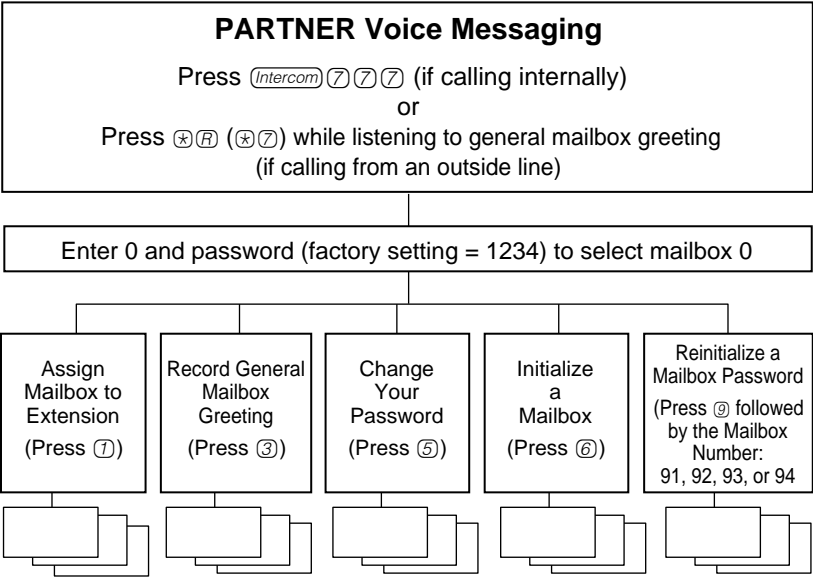 PARTNER Voice Messaging
Press Intercom 7 7 7 (if calling internally)
or
Press * R (* 7) while listening to general mailbox greeting
(if calling from an outside line)
Enter 0 and password (factory setting = 1234) to select mailbox 0
Assign
Mailbox to
Extension
(Press 1)
Record General
Mailbox
Greeting
(Press 3)
Change
Your
Password
(Press 5)
Initialize
a
Mailbox
(Press 6)
Reinitialize a
Mailbox Password
(Press 9 followed
by the Mailbox
Number:
91, 92, 93, or 94